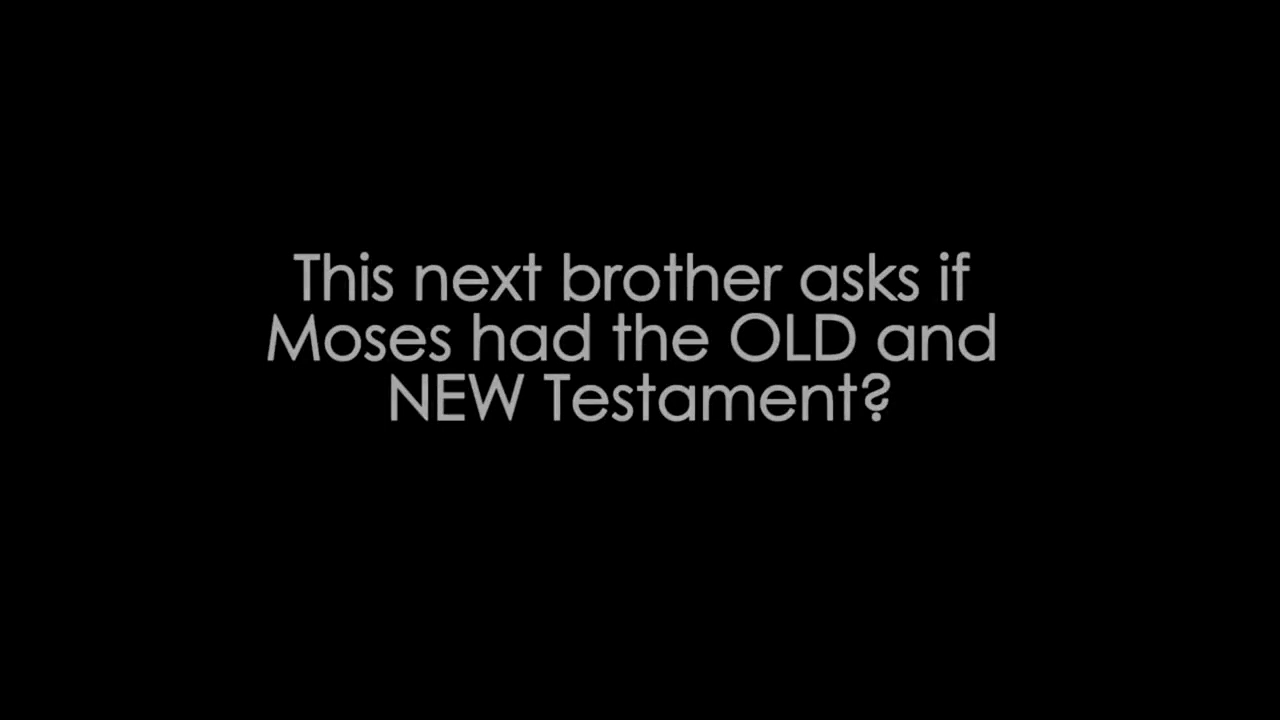 This next brother asks if
Moses had the OLD and
NEW Testament?